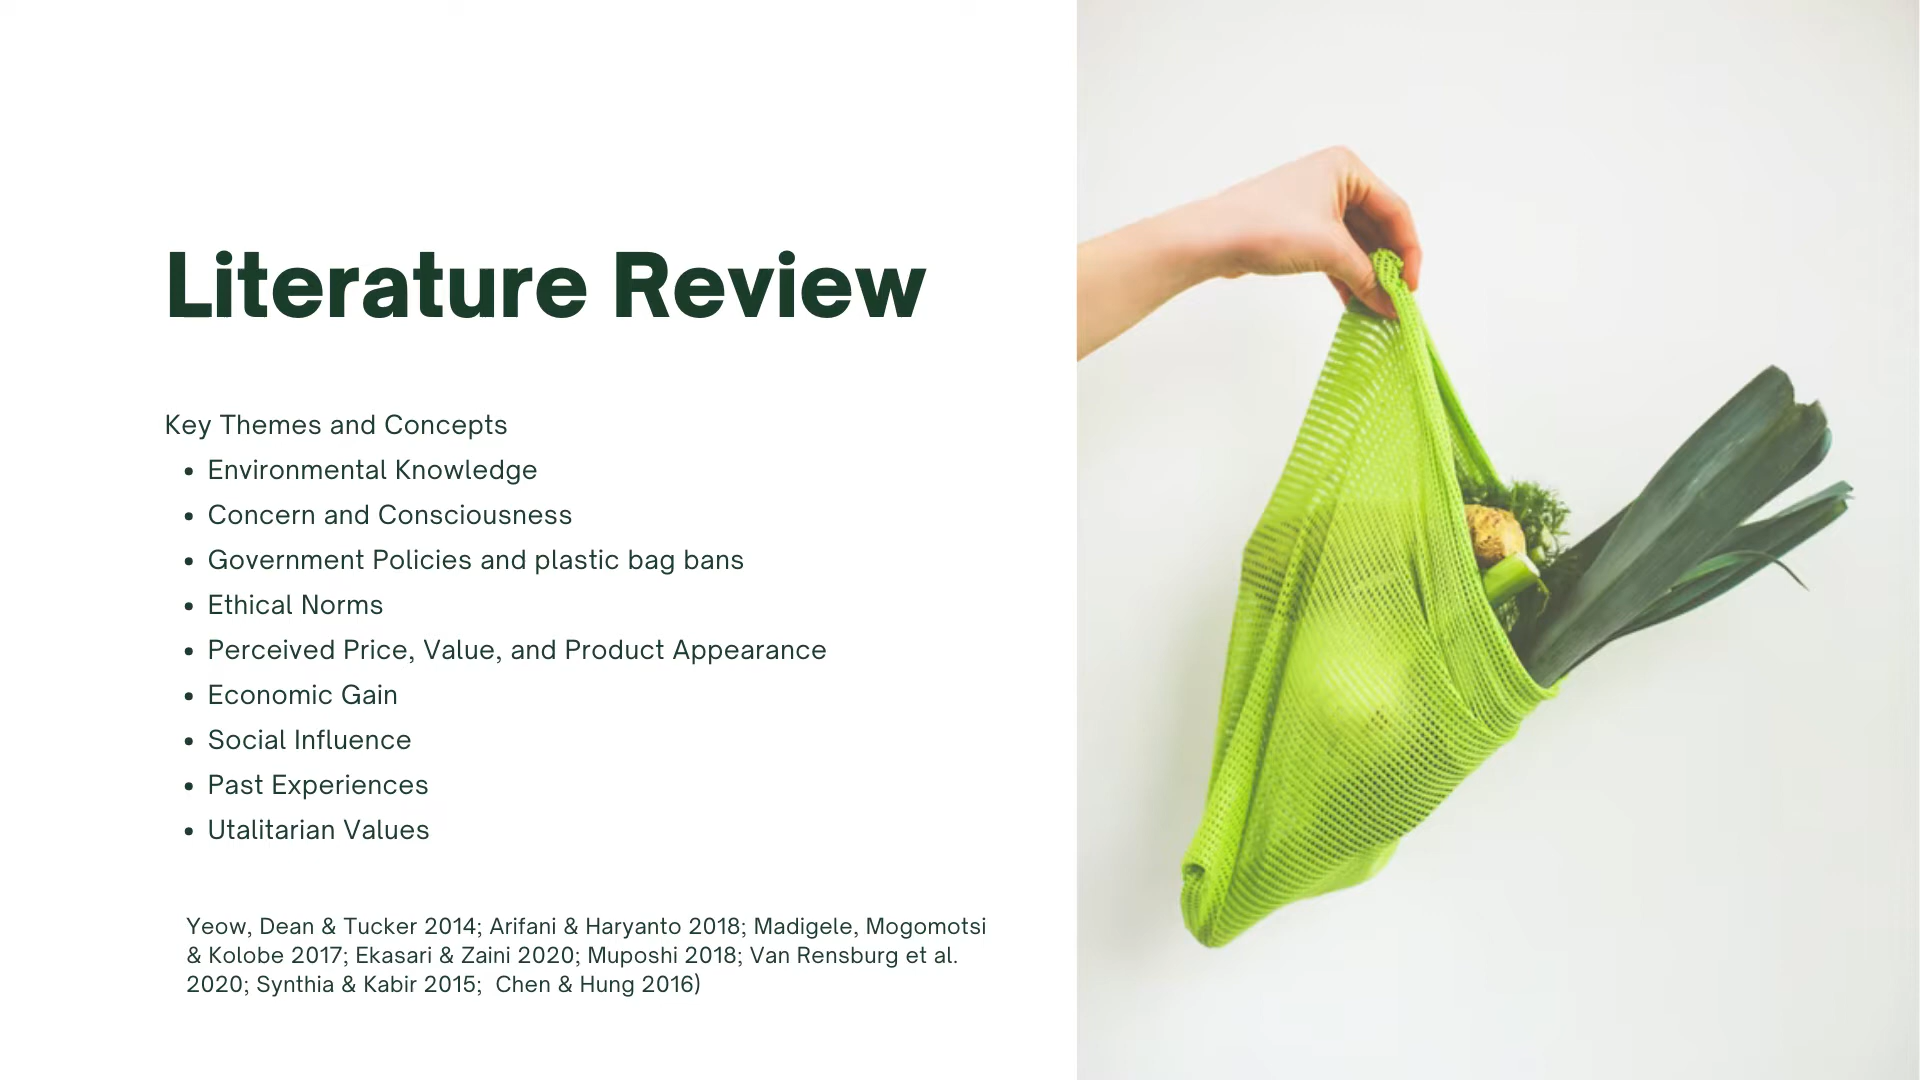 Literature Review
Key Themes and Concepts
• Environmental Knowledge
• Concern and Consciousness
• Government Policies and plastic bag bans
• Ethical Norms
• Perceived Price, Value, and Product Appearance
• Economic Gain
• Social Influence
• Past Experiences
• Utalitarian Values
Yeow, Dean & Tucker 2014; Arifani & Haryanto 2018; Madigele, Mogomotsi
& Kolobe 2017; Ekasari & Zaini 2020; Muposhi 2018; Van Rensburg et al.
2020; Synthia & Kabir 2015;  Chen & Hung 2016)